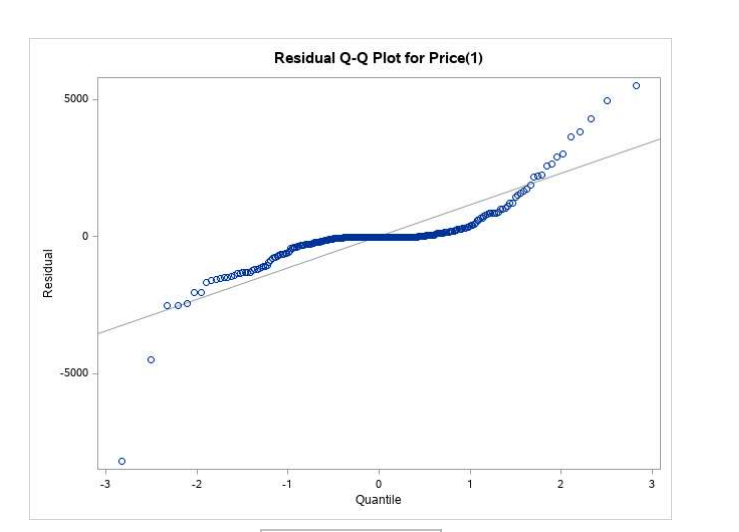 Residual Q-Q Plot for Price(1)
5000
0
-5000
Residual
-3 -2 -1 0 1 2 3
Quantile